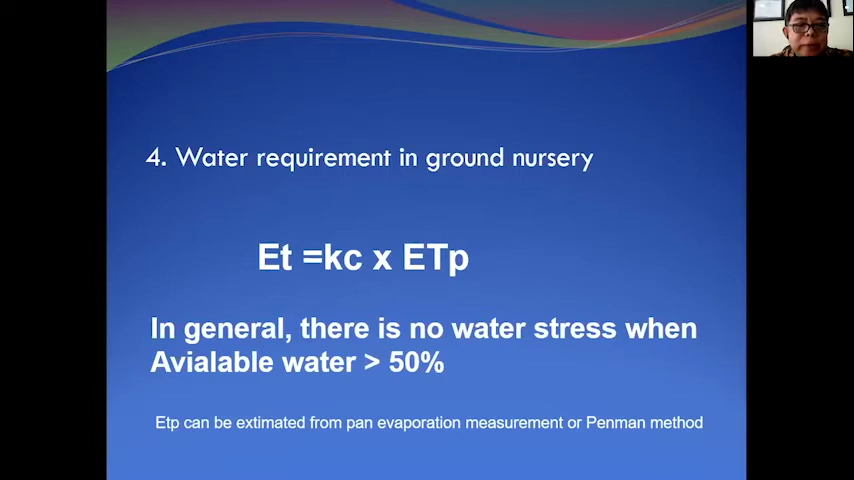 4. Water requirement in ground nursery
Et =kc x ETp
In general, there is no water stress when
Avialable water > 50%
Etp can be extimated from pan evaporation measurement or Penman method